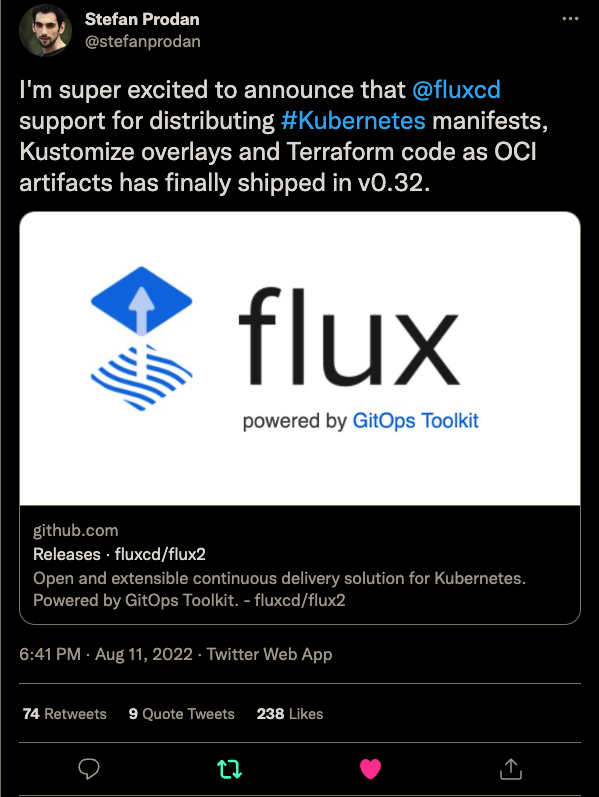 Stefan Prodan
@stefanprodan
I'm super excited to announce that @fluxcd
support for distributing #Kubernetes manifests,
Kustomize overlays and Terraform code as OCI
artifacts has finally shipped in v0.32.
flux
powered by GitOps Toolkit
github.com
Releases · fluxcd/flux2
Open and extensible continuous delivery solution for Kubernetes.
Powered by GitOps Toolkit. - fluxcd/flux2
6:41 PM · Aug 11, 2022 · Twitter Web App
74 Retweets 9 Quote Tweets 238 Likes